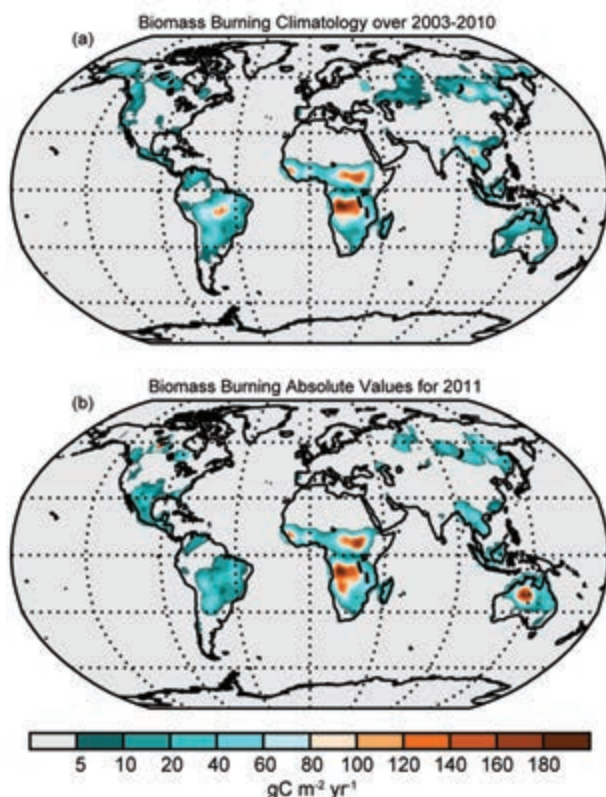 Biomass Burning Climatology over 2003-2010
(a)
Biomass Burning Absolute Values for 2011
(b)
5 10 20 40 60 80 100 120 140 160 180
gC m⁻² yr⁻¹